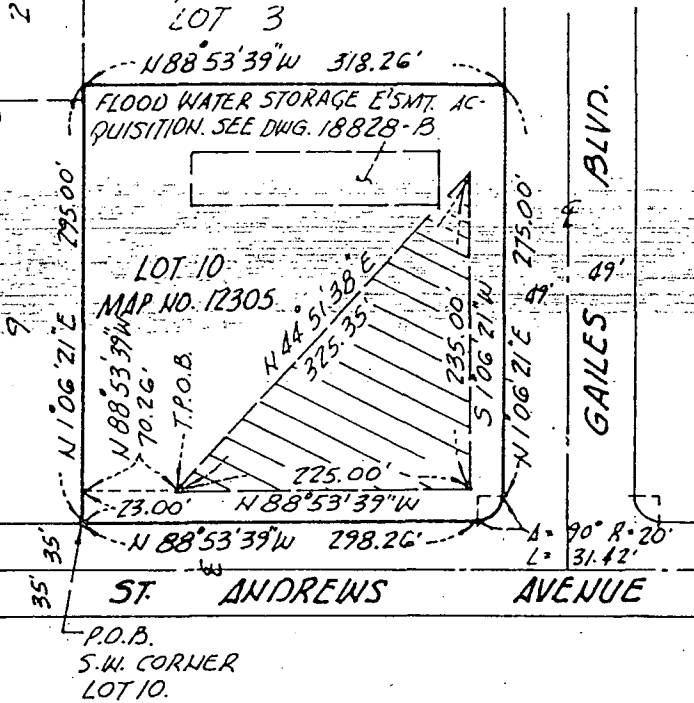 2
LOT 3
N 88°53'39"W 318.26'
FLOOD WATER STORAGE E'SMT. AC-
QUISITION. SEE DWG. 18828-B
295.00'
N 1°06'21"E
9
LOT 10
MAP NO. 12305
N 88°53'39"W
70.26'
T.P.O.B.
N 44°51'38"E
325.35'
235.00'
S 1°06'21"W
275.00'
N 1°06'21"E
49'
49'
GAILES BLVD.
225.00'
23.00'
N 88°53'39"W
N 88°53'39"W 298.26'
Δ= 90° R=20'
L= 31.42'
35' 35'
ST. ANDREWS AVENUE
P.O.B.
S.W. CORNER
LOT 10.